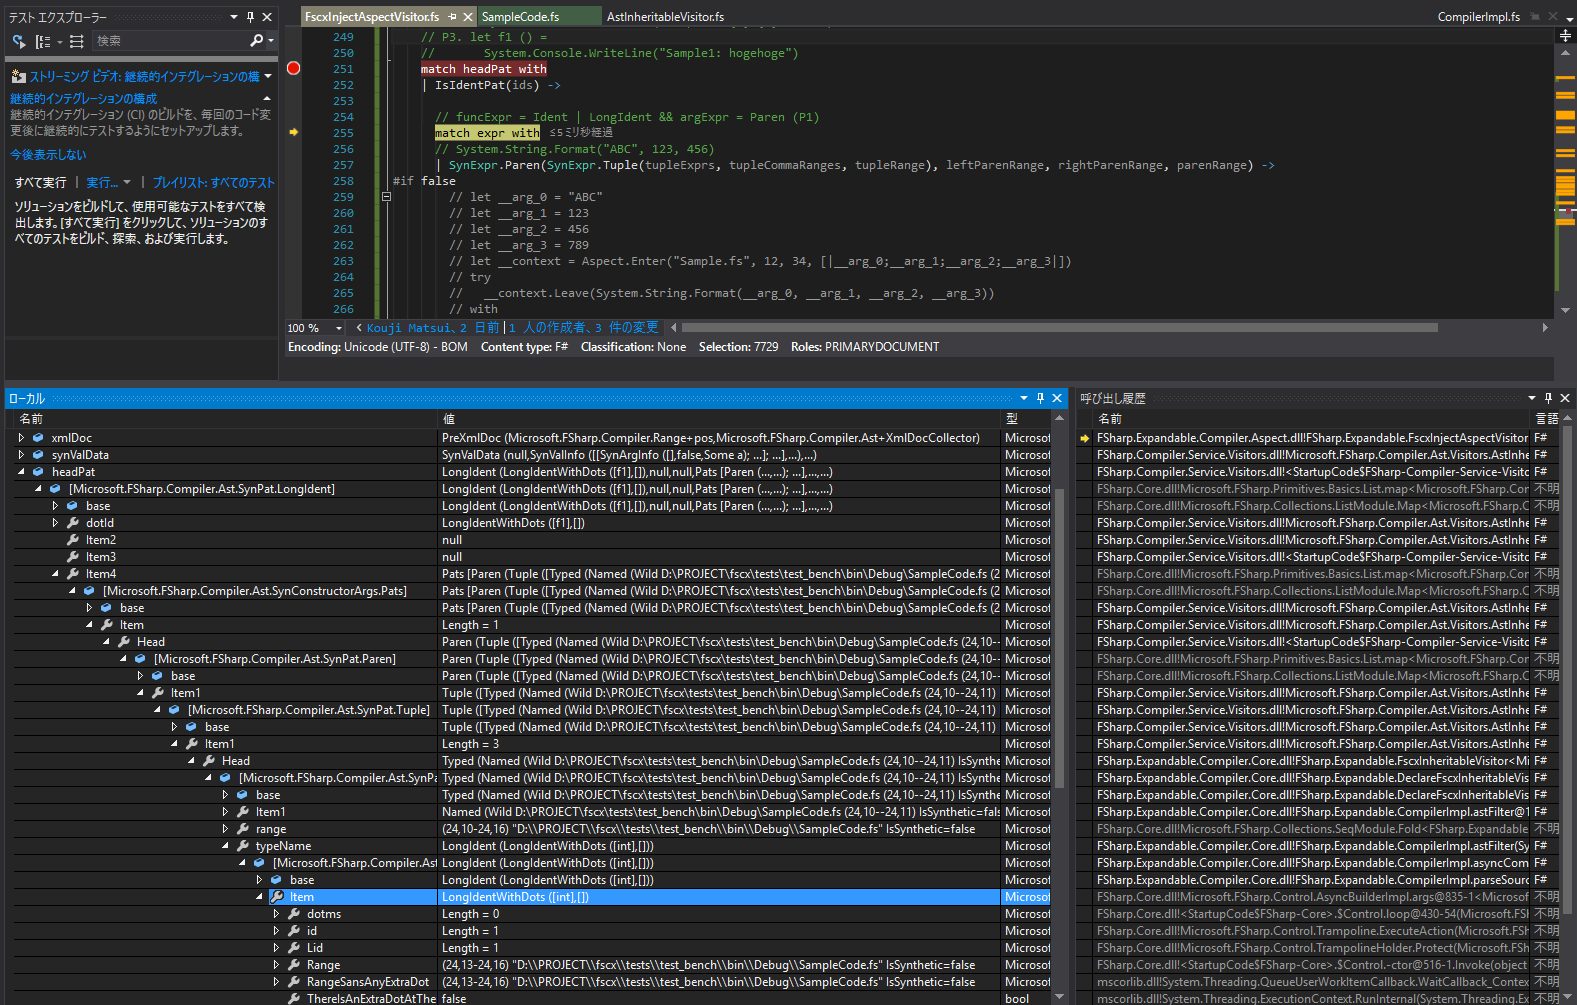 テスト エクスプローラー
検索
ストリーミング ビデオ: 継続的インテグレーションの構
継続的インテグレーションの構成
継続的インテグレーション (CI) のビルドを、毎回のコード変
更後に継続的にテストするようにセットアップします。
今後表示しない
すべて実行 | 実行... | プレイリスト: すべてのテスト
ソリューションをビルドして、使用可能なテストをすべて検
出します。[すべて実行] をクリックして、ソリューションのす
べてのテストをビルド、探索、および実行します。
FscxInjectAspectVisitor.fs SampleCode.fs AstInheritableVisitor.fs CompilerImpl.fs
249 // P3. let f1 () =
250 // System.Console.WriteLine("Sample1: hogehoge")
251 match headPat with
252 | IsIdentPat(ids) ->
253
254 // funcExpr = Ident | LongIdent && argExpr = Paren (P1)
255 match expr with ≤5ミリ秒経過
256 // System.String.Format("ABC", 123, 456)
257 | SynExpr.Paren(SynExpr.Tuple(tupleExprs, tupleCommaRanges, tupleRange), leftParenRange, rightParenRange, parenRange) ->
258 #if false
259 // let __arg_0 = "ABC"
260 // let __arg_1 = 123
261 // let __arg_2 = 456
262 // let __arg_3 = 789
263 // let __context = Aspect.Enter("Sample.fs", 12, 34, [|__arg_0;__arg_1;__arg_2;__arg_3|])
264 // try
265 // __context.Leave(System.String.Format(__arg_0, __arg_1, __arg_2, __arg_3))
266 // with
100 % Kouji Matsui、2 日前 | 1 人の作成者、3 件の変更
Encoding: Unicode (UTF-8) - BOM Content type: F# Classification: None Selection: 7729 Roles: PRIMARYDOCUMENT
ローカル
名前 値 型
xmlDoc PreXmlDoc (Microsoft.FSharp.Compiler.Range+pos,Microsoft.FSharp.Compiler.Ast+XmlDocCollector) Microsof
synValData SynValData (null,SynValInfo ([[SynArgInfo ([],false,Some a); ...]; ...],...),...) Microsof
headPat LongIdent (LongIdentWithDots ([f1],[]),null,null,Pats [Paren (...,...); ...],...,...) Microsof
[Microsoft.FSharp.Compiler.Ast.SynPat.LongIdent] LongIdent (LongIdentWithDots ([f1],[]),null,null,Pats [Paren (...,...); ...],...,...) Microsof
base LongIdent (LongIdentWithDots ([f1],[]),null,null,Pats [Paren (...,...); ...],...,...) Microsof
dotId LongIdentWithDots ([f1],[]) Microsof
Item2 null Microsof
Item3 null Microsof
Item4 Pats [Paren (Tuple ([Typed (Named (Wild D:\PROJECT\fscx\tests\test_bench\bin\Debug\SampleCode.fs (2 Microsof
[Microsoft.FSharp.Compiler.Ast.SynConstructorArgs.Pats] Pats [Paren (Tuple ([Typed (Named (Wild D:\PROJECT\fscx\tests\test_bench\bin\Debug\SampleCode.fs (2 Microsof
base Pats [Paren (Tuple ([Typed (Named (Wild D:\PROJECT\fscx\tests\test_bench\bin\Debug\SampleCode.fs (2 Microsof
Item Length = 1 Microsof
Head Paren (Tuple ([Typed (Named (Wild D:\PROJECT\fscx\tests\test_bench\bin\Debug\SampleCode.fs (24,10-- Microsof
[Microsoft.FSharp.Compiler.Ast.SynPat.Paren] Paren (Tuple ([Typed (Named (Wild D:\PROJECT\fscx\tests\test_bench\bin\Debug\SampleCode.fs (24,10-- Microsof
base Paren (Tuple ([Typed (Named (Wild D:\PROJECT\fscx\tests\test_bench\bin\Debug\SampleCode.fs (24,10-- Microsof
Item1 Tuple ([Typed (Named (Wild D:\PROJECT\fscx\tests\test_bench\bin\Debug\SampleCode.fs (24,10--24,11) Microsof
[Microsoft.FSharp.Compiler.Ast.SynPat.Tuple] Tuple ([Typed (Named (Wild D:\PROJECT\fscx\tests\test_bench\bin\Debug\SampleCode.fs (24,10--24,11) Microsof
base Tuple ([Typed (Named (Wild D:\PROJECT\fscx\tests\test_bench\bin\Debug\SampleCode.fs (24,10--24,11) Microsof
Item1 Length = 3 Microsof
Head Typed (Named (Wild D:\PROJECT\fscx\tests\test_bench\bin\Debug\SampleCode.fs (24,10--24,11) IsSynthe Microsof
[Microsoft.FSharp.Compiler.Ast.SynPa Typed (Named (Wild D:\PROJECT\fscx\tests\test_bench\bin\Debug\SampleCode.fs (24,10--24,11) IsSynthe Microsof
base Typed (Named (Wild D:\PROJECT\fscx\tests\test_bench\bin\Debug\SampleCode.fs (24,10--24,11) IsSynthe Microsof
Item1 Named (Wild D:\PROJECT\fscx\tests\test_bench\bin\Debug\SampleCode.fs (24,10--24,11) IsSynthetic=fals Microsof
range (24,10-24,16) "D:\\PROJECT\\fscx\\tests\\test_bench\\bin\\Debug\\SampleCode.fs" IsSynthetic=false Microsof
typeName LongIdent (LongIdentWithDots ([int],[])) Microsof
[Microsoft.FSharp.Compiler.Ast LongIdent (LongIdentWithDots ([int],[])) Microsof
base LongIdent (LongIdentWithDots ([int],[])) Microsof
Item LongIdentWithDots ([int],[]) Microsof
dotms Length = 0 Microsof
id Length = 1 Microsof
Lid Length = 1 Microsof
Range (24,13-24,16) "D:\\PROJECT\\fscx\\tests\\test_bench\\bin\\Debug\\SampleCode.fs" IsSynthetic=false Microsof
RangeSansAnyExtraDot (24,13-24,16) "D:\\PROJECT\\fscx\\tests\\test_bench\\bin\\Debug\\SampleCode.fs" IsSynthetic=false Microsof
ThereIsAnExtraDotAtThe false bool
呼び出し履歴
名前 言語
FSharp.Expandable.Compiler.Aspect.dll!FSharp.Expandable.FscxInjectAspectVisitor F#
FSharp.Compiler.Service.Visitors.dll!Microsoft.FSharp.Compiler.Ast.Visitors.AstInhe F#
FSharp.Compiler.Service.Visitors.dll!<StartupCode$FSharp-Compiler-Service-Visito F#
FSharp.Core.dll!Microsoft.FSharp.Primitives.Basics.List.map<Microsoft.FSharp.Cor 不明
FSharp.Core.dll!Microsoft.FSharp.Collections.ListModule.Map<Microsoft.FSharp.C 不明
FSharp.Compiler.Service.Visitors.dll!Microsoft.FSharp.Compiler.Ast.Visitors.AstInhe F#
FSharp.Compiler.Service.Visitors.dll!Microsoft.FSharp.Compiler.Ast.Visitors.AstInhe F#
FSharp.Compiler.Service.Visitors.dll!<StartupCode$FSharp-Compiler-Service-Visito F#
FSharp.Core.dll!Microsoft.FSharp.Primitives.Basics.List.map<Microsoft.FSharp.Cor 不明
FSharp.Core.dll!Microsoft.FSharp.Collections.ListModule.Map<Microsoft.FSharp.C 不明
FSharp.Compiler.Service.Visitors.dll!Microsoft.FSharp.Compiler.Ast.Visitors.AstInhe F#
FSharp.Compiler.Service.Visitors.dll!Microsoft.FSharp.Compiler.Ast.Visitors.AstInhe F#
FSharp.Compiler.Service.Visitors.dll!<StartupCode$FSharp-Compiler-Service-Visito F#
FSharp.Core.dll!Microsoft.FSharp.Primitives.Basics.List.map<Microsoft.FSharp.Cor 不明
FSharp.Core.dll!Microsoft.FSharp.Collections.ListModule.Map<Microsoft.FSharp.C 不明
FSharp.Compiler.Service.Visitors.dll!Microsoft.FSharp.Compiler.Ast.Visitors.AstInhe F#
FSharp.Compiler.Service.Visitors.dll!Microsoft.FSharp.Compiler.Ast.Visitors.AstInhe F#
FSharp.Compiler.Service.Visitors.dll!Microsoft.FSharp.Compiler.Ast.Visitors.AstInhe F#
FSharp.Compiler.Service.Visitors.dll!Microsoft.FSharp.Compiler.Ast.Visitors.AstInhe F#
FSharp.Expandable.Compiler.Core.dll!FSharp.Expandable.FscxInheritableVisitor<Mi F#
FSharp.Expandable.Compiler.Core.dll!FSharp.Expandable.DeclareFscxInheritableVis F#
FSharp.Expandable.Compiler.Core.dll!FSharp.Expandable.DeclareFscxInheritableVis F#
FSharp.Expandable.Compiler.Core.dll!FSharp.Expandable.CompilerImpl.astFilter@1 F#
FSharp.Core.dll!Microsoft.FSharp.Collections.SeqModule.Fold<FSharp.Expandable. 不明
FSharp.Expandable.Compiler.Core.dll!FSharp.Expandable.CompilerImpl.astFilter(Sy F#
FSharp.Expandable.Compiler.Core.dll!FSharp.Expandable.CompilerImpl.asyncCom F#
FSharp.Expandable.Compiler.Core.dll!FSharp.Expandable.CompilerImpl.parseSourc F#
FSharp.Core.dll!Microsoft.FSharp.Control.AsyncBuilderImpl.args@835-1<Microsof 不明
FSharp.Core.dll!<StartupCode$FSharp-Core>.$Control.loop@430-54(Microsoft.FSh 不明
FSharp.Core.dll!Microsoft.FSharp.Control.Trampoline.ExecuteAction(Microsoft.FSh 不明
FSharp.Core.dll!Microsoft.FSharp.Control.TrampolineHolder.Protect(Microsoft.FSh 不明
FSharp.Core.dll!<StartupCode$FSharp-Core>.$Control.-ctor@516-1.Invoke(object 不明
mscorlib.dll!System.Threading.QueueUserWorkItemCallback.WaitCallback_Contex 不明
mscorlib.dll!System.Threading.ExecutionContext.RunInternal(System.Threading.Ex 不明